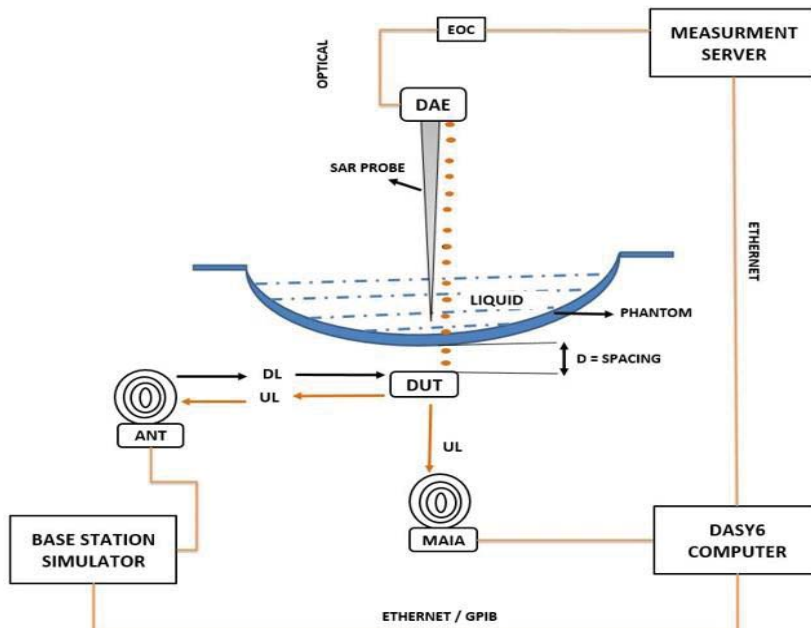 EOC
MEASURMENT
SERVER
OPTICAL
DAE
SAR PROBE
ETHERNET
LIQUID
PHANTOM
D = SPACING
DL
DUT
UL
ANT
UL
MAIA
BASE STATION
SIMULATOR
DASY6
COMPUTER
ETHERNET / GPIB